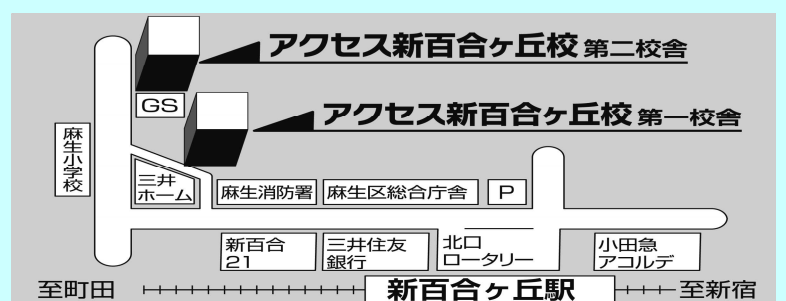 アクセス新百合ヶ丘校 第二校舎
GS
アクセス新百合ヶ丘校 第一校舎
麻生小学校
三井
ホーム
麻生消防署
麻生区総合庁舎
P
新百合
21
三井住友
銀行
北口
ロータリー
小田急
アコルデ
至町田
新百合ヶ丘駅
至新宿